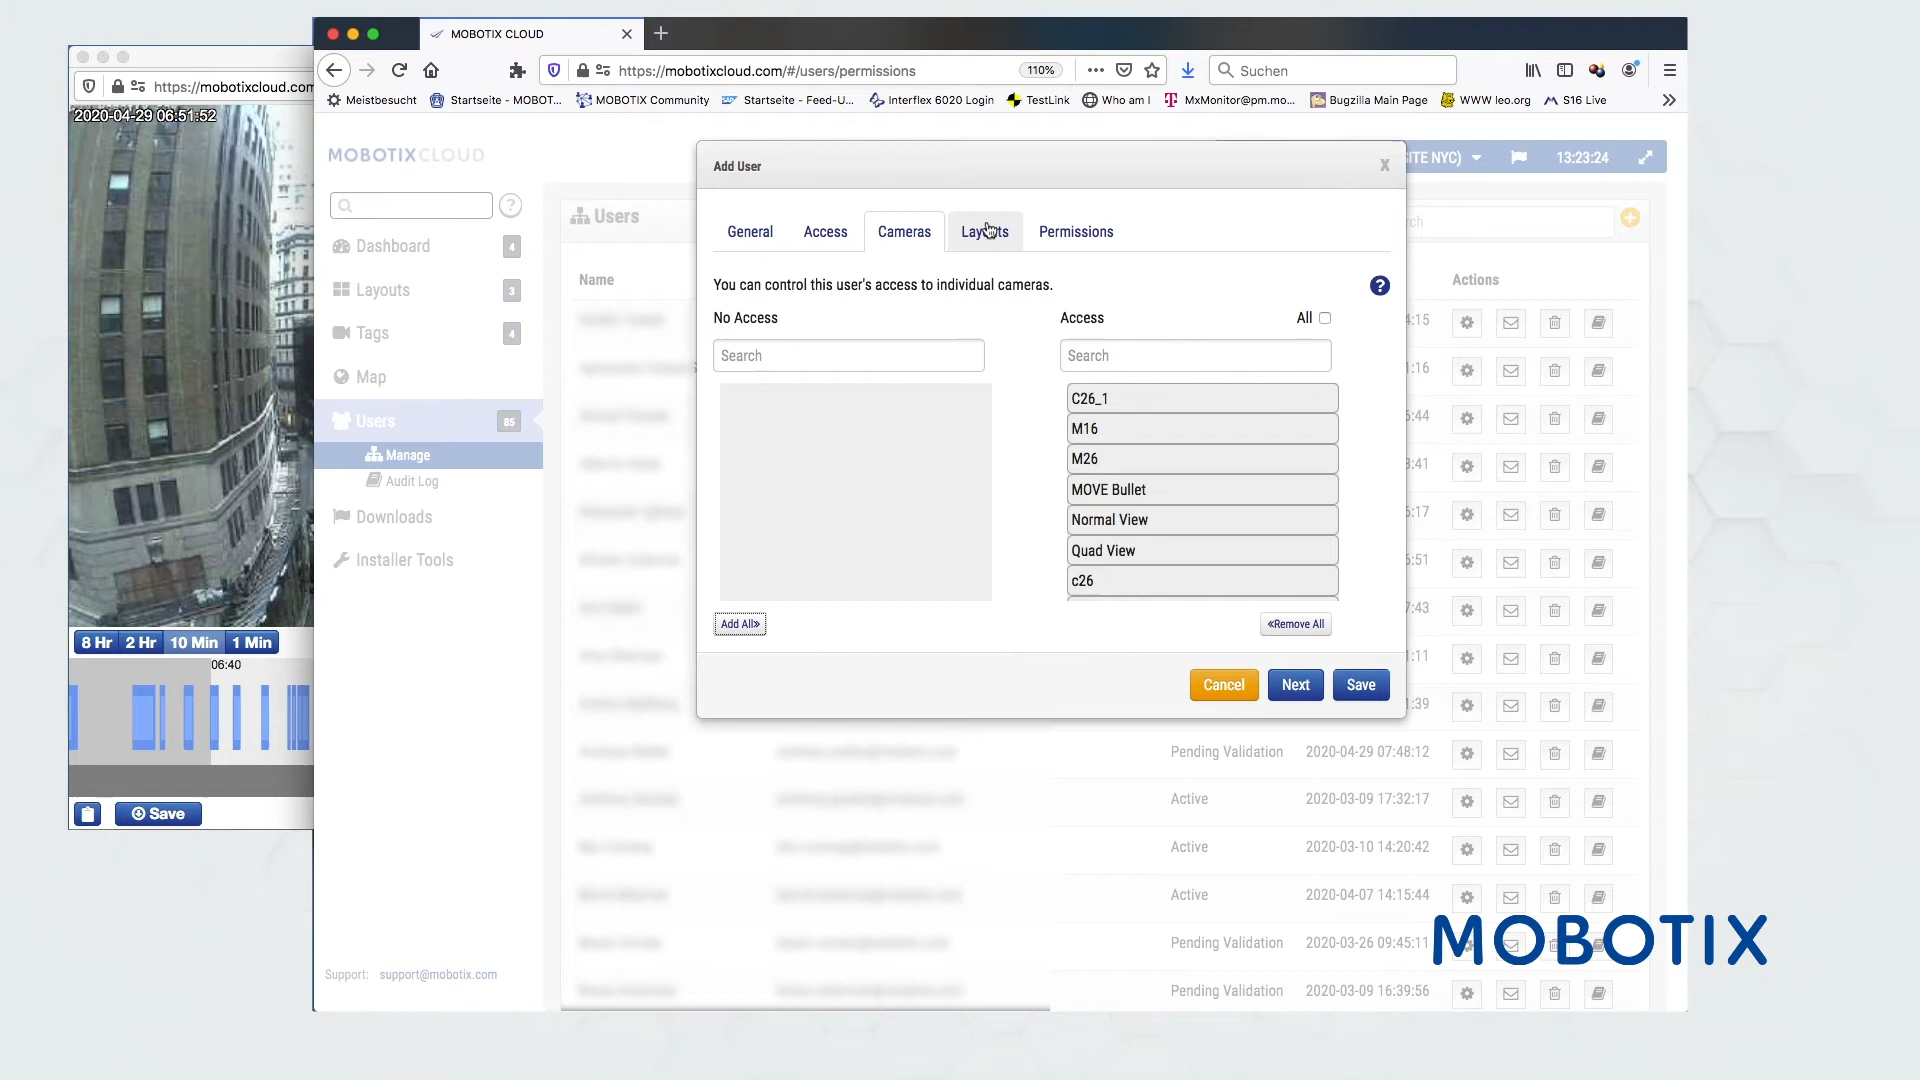 MOBOTIX CLOUD
https://mobotixcloud.com/#/users/permissions
110%
Suchen
https://mobotixcloud.com
Meistbesucht
Startseite - MOBOT...
MOBOTIX Community
Startseite - Feed-U...
Interflex 6020 Login
TestLink
Who am I
MxMonitor@pm.mo...
Bugzilla Main Page
WWW leo.org
S16 Live
2020-04-29 06:51:52
MOBOTIXCLOUD
SITE NYC)
13:23:24
?
Dashboard 4
Layouts 3
Tags 4
Map
Users 85
Manage
Audit Log
Downloads
Installer Tools
Support: support@mobotix.com
Users
Name
Actions
Add User
X
General
Access
Cameras
Layouts
Permissions
You can control this user's access to individual cameras.
?
No Access
Access
All
Search
Search
C26_1
M16
M26
MOVE Bullet
Normal View
Quad View
c26
Add All»
«Remove All
Cancel
Next
Save
Pending Validation 2020-04-29 07:48:12
Active 2020-03-09 17:32:17
Active 2020-03-10 14:20:42
Active 2020-04-07 14:15:44
Pending Validation 2020-03-26 09:45:11
Pending Validation 2020-03-09 16:39:56
8 Hr 2 Hr 10 Min 1 Min
06:40
Save
MOBOTIX